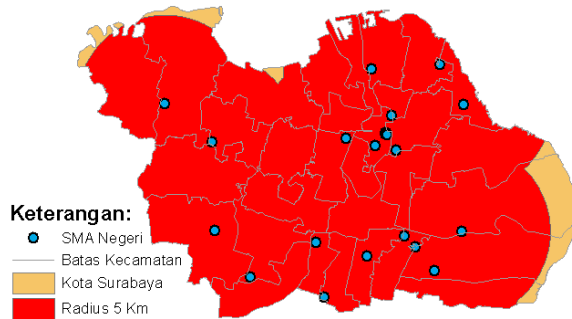 Keterangan:
SMA Negeri
Batas Kecamatan
Kota Surabaya
Radius 5 Km